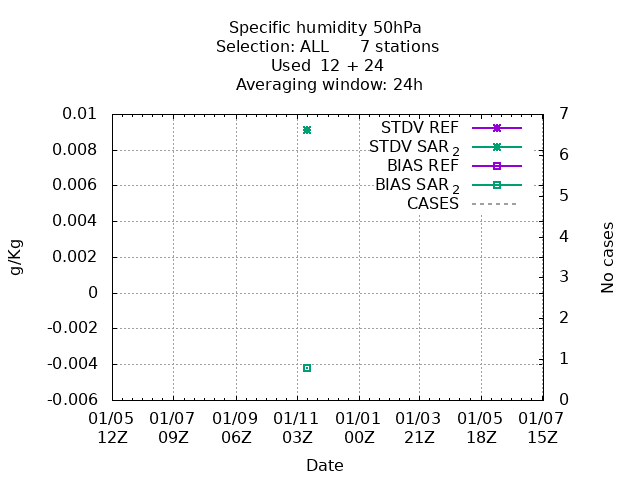 Specific humidity 50hPa
Selection: ALL      7 stations
Used  12 + 24
Averaging window: 24h
0.01
0.008
0.006
0.004
0.002
0
-0.002
-0.004
-0.006
g/Kg
STDV REF
STDV SAR2
BIAS REF
BIAS SAR2
CASES
7
6
5
4
3
2
1
0
No cases
01/05 01/07 01/09 01/11 01/01 01/03 01/05 01/07
12Z 09Z 06Z 03Z 00Z 21Z 18Z 15Z
Date